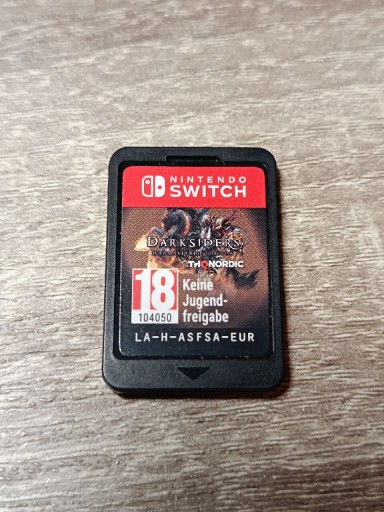 NINTENDO
SWITCH
DARKSIDERS
THQ NORDIC
18
Keine
Jugend-
freigabe
104050
LA-H-ASFSA-EUR